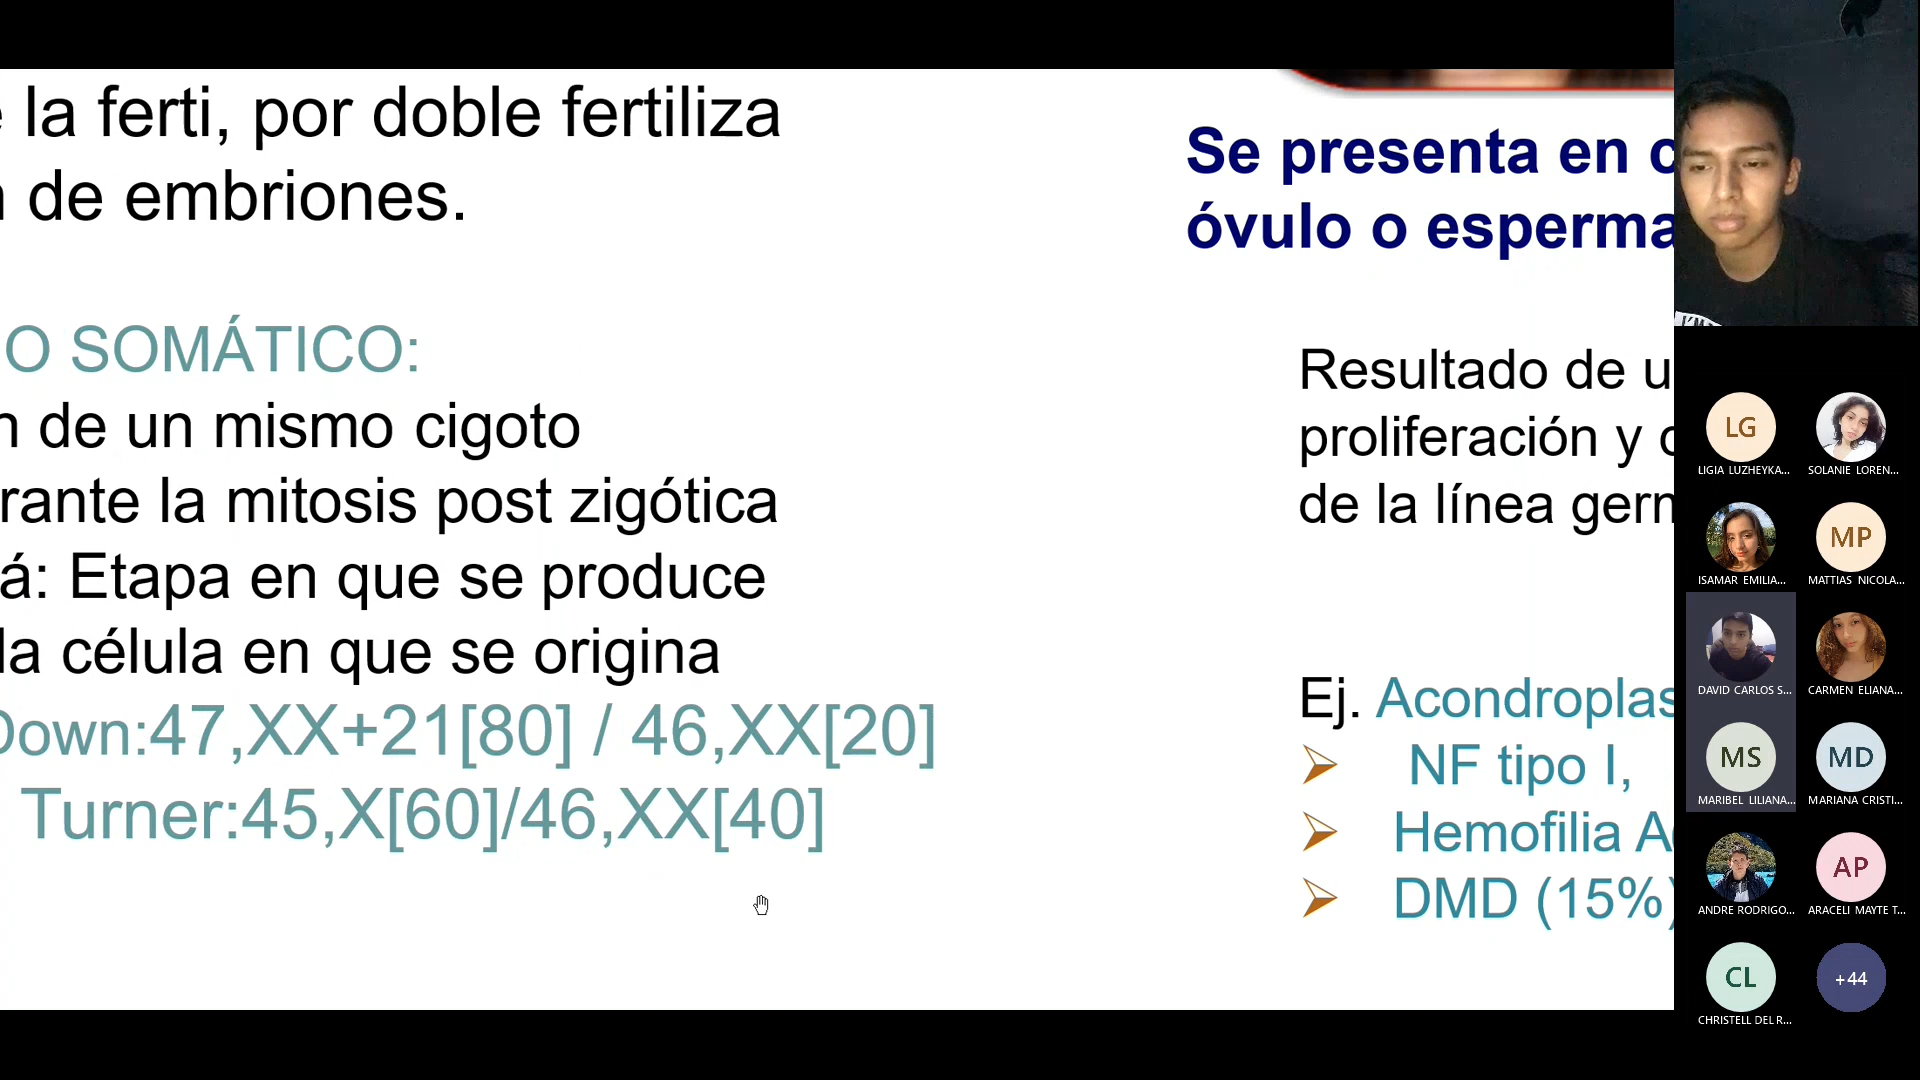 la ferti, por doble fertiliza
de embriones.
O SOMÁTICO:
de un mismo cigoto
rante la mitosis post zigótica
á: Etapa en que se produce
la célula en que se origina
Down:47,XX+21[80] / 46,XX[20]
Turner:45,X[60]/46,XX[40]
Se presenta en
óvulo o esperma
Resultado de u
proliferación y
de la línea
Ej. Acondroplas
NF tipo I,
Hemofilia A
DMD (15%)
LG
LIGIA LUZHEYKA...
SOLANIE LOREN...
ISAMAR EMILIA...
MP
MATTIAS NICOLA...
DAVID CARLOS S...
CARMEN ELIANA...
MS
MARIBEL LILIANA...
MD
MARIANA CRISTI...
ANDRE RODRIGO...
AP
ARACELI MAYTE T...
CL
CHRISTELL DEL R...
+44